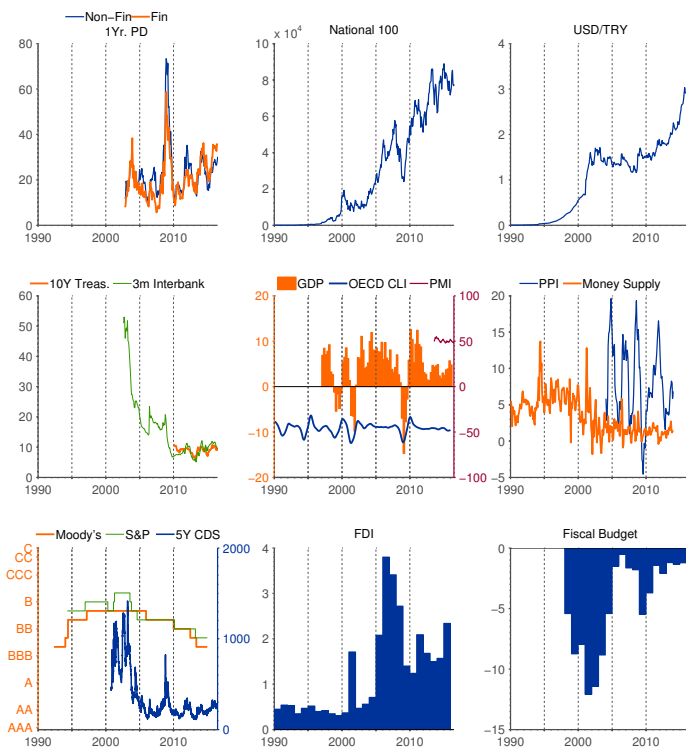 Non−Fin Fin
1Yr. PD
80
60
40
20
0
1990 2000 2010
National 100
x 10⁴
10
8
6
4
2
0
1990 2000 2010
USD/TRY
4
3
2
1
0
1990 2000 2010
10Y Treas. 3m Interbank
60
50
40
30
20
10
0
1990 2000 2010
GDP OECD CLI PMI
20 100
10 50
0 0
−10 −50
−20 −100
1990 2000 2010
PPI Money Supply
20
15
10
5
0
−5
1990 2000 2010
Moody's S&P 5Y CDS
C 2000
CC
CCC
B
1000
BB
BBB
A
AA
AAA 0
1990 2000 2010
FDI
4
3
2
1
0
1990 2000 2010
Fiscal Budget
0
−5
−10
−15
1990 2000 2010